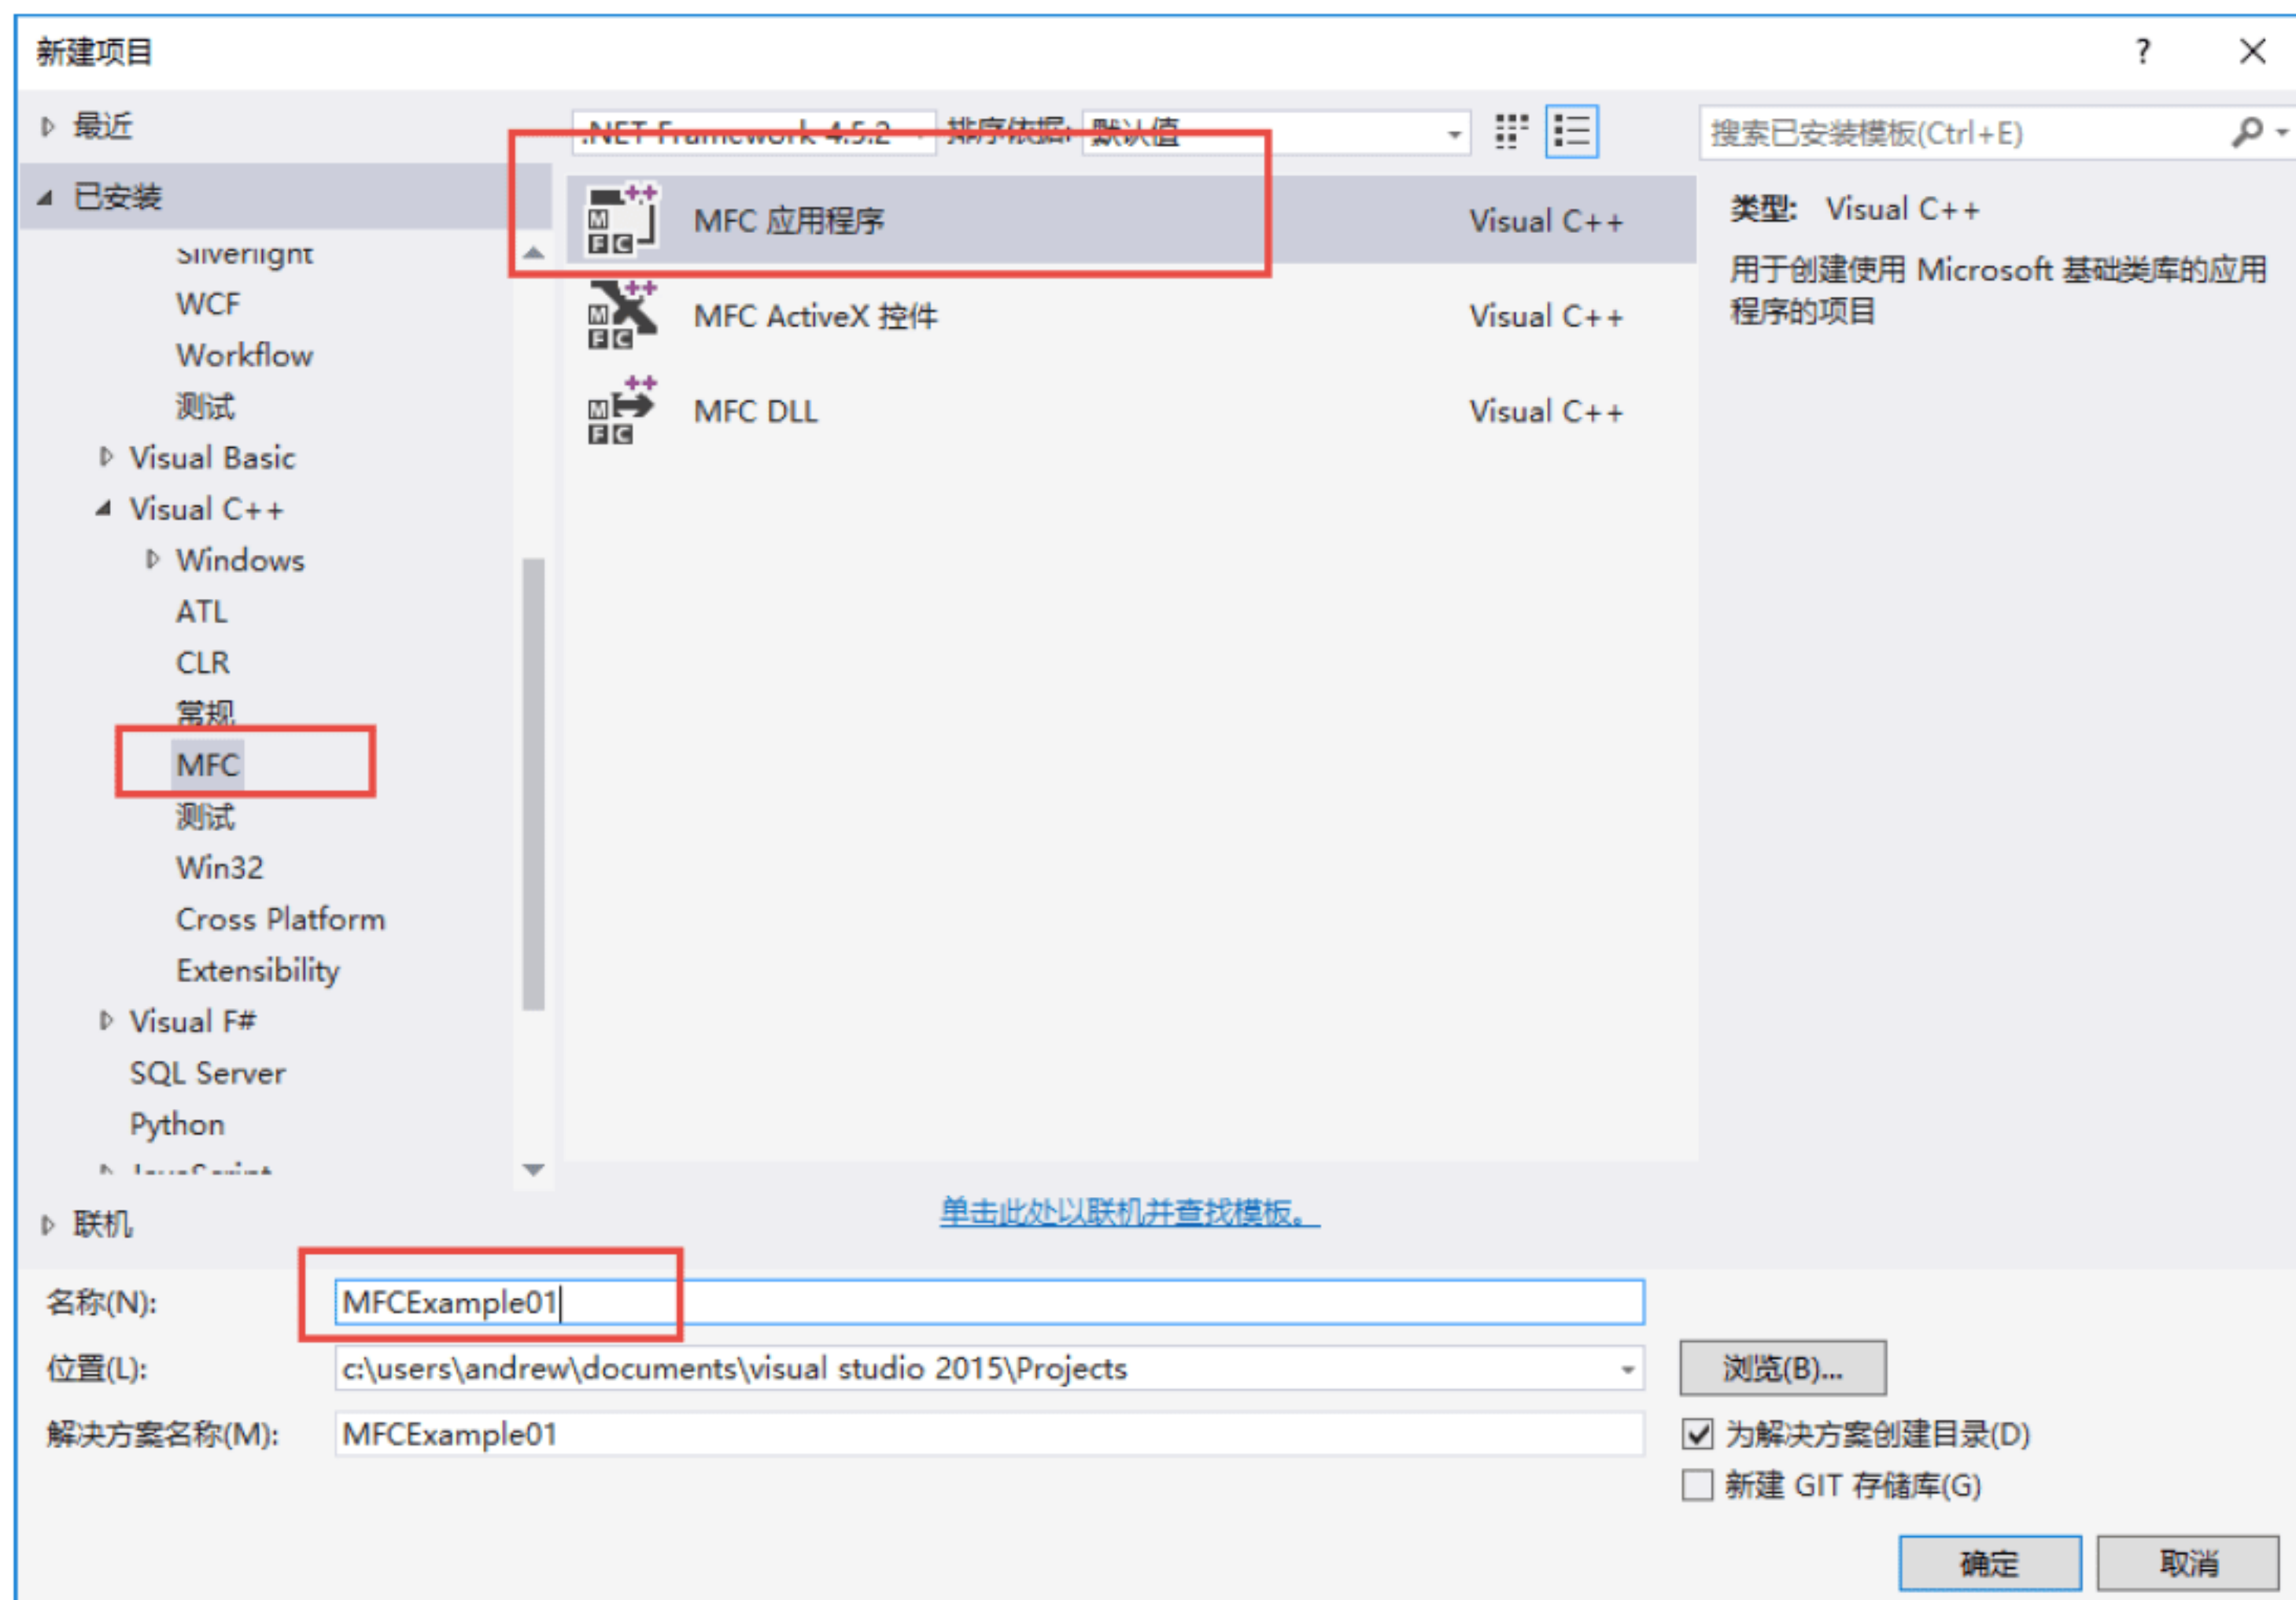 新建项目
?
最近
.NET Framework 4.5.2
排序依据:
默认值
搜索已安装模板(Ctrl+E)
已安装
Silverlight
WCF
Workflow
测试
Visual Basic
Visual C++
Windows
ATL
CLR
常规
MFC
测试
Win32
Cross Platform
Extensibility
Visual F#
SQL Server
Python
JavaScript
联机
MFC 应用程序 Visual C++
MFC ActiveX 控件 Visual C++
MFC DLL Visual C++
类型: Visual C++
用于创建使用 Microsoft 基础类库的应用
程序的项目
单击此处以联机并查找模板。
名称(N): MFCExample01
位置(L): c:\users\andrew\documents\visual studio 2015\Projects
浏览(B)...
解决方案名称(M): MFCExample01
为解决方案创建目录(D)
新建 GIT 存储库(G)
确定
取消